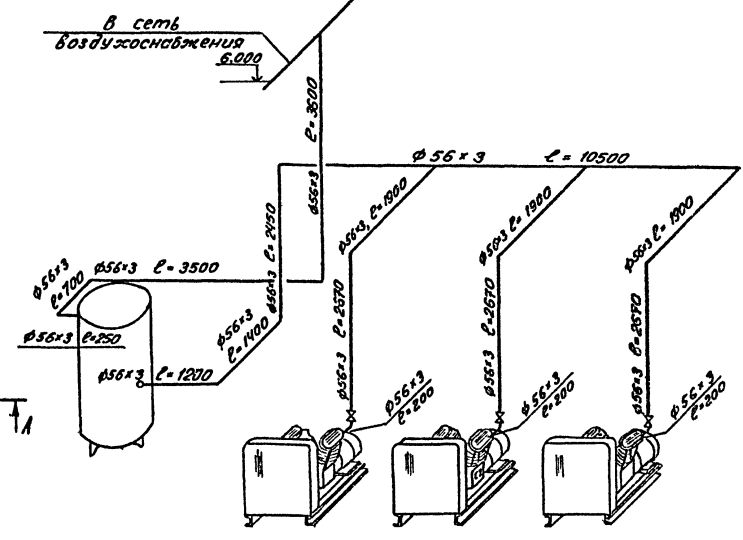 В сеть
воздухоснабжения
6.000
ϕ56×3 ℓ=3600
ϕ56×3 ℓ=10500
ϕ56×3 ℓ=2450
ϕ56×3, ℓ=1900
ϕ56×3 ℓ=1900
ϕ56×3 ℓ=1900
ϕ56×3
ℓ=700
ϕ56×3 ℓ=3500
ϕ56×3 ℓ=250
ϕ56×3
ℓ=1400
ϕ56×3 ℓ=1200
ϕ56×3 ℓ=2670
ϕ56×3 ℓ=2670
ϕ56×3 ℓ=2670
ϕ56×3
ℓ=200
ϕ56×3
ℓ=200
ϕ56×3
ℓ=200
А